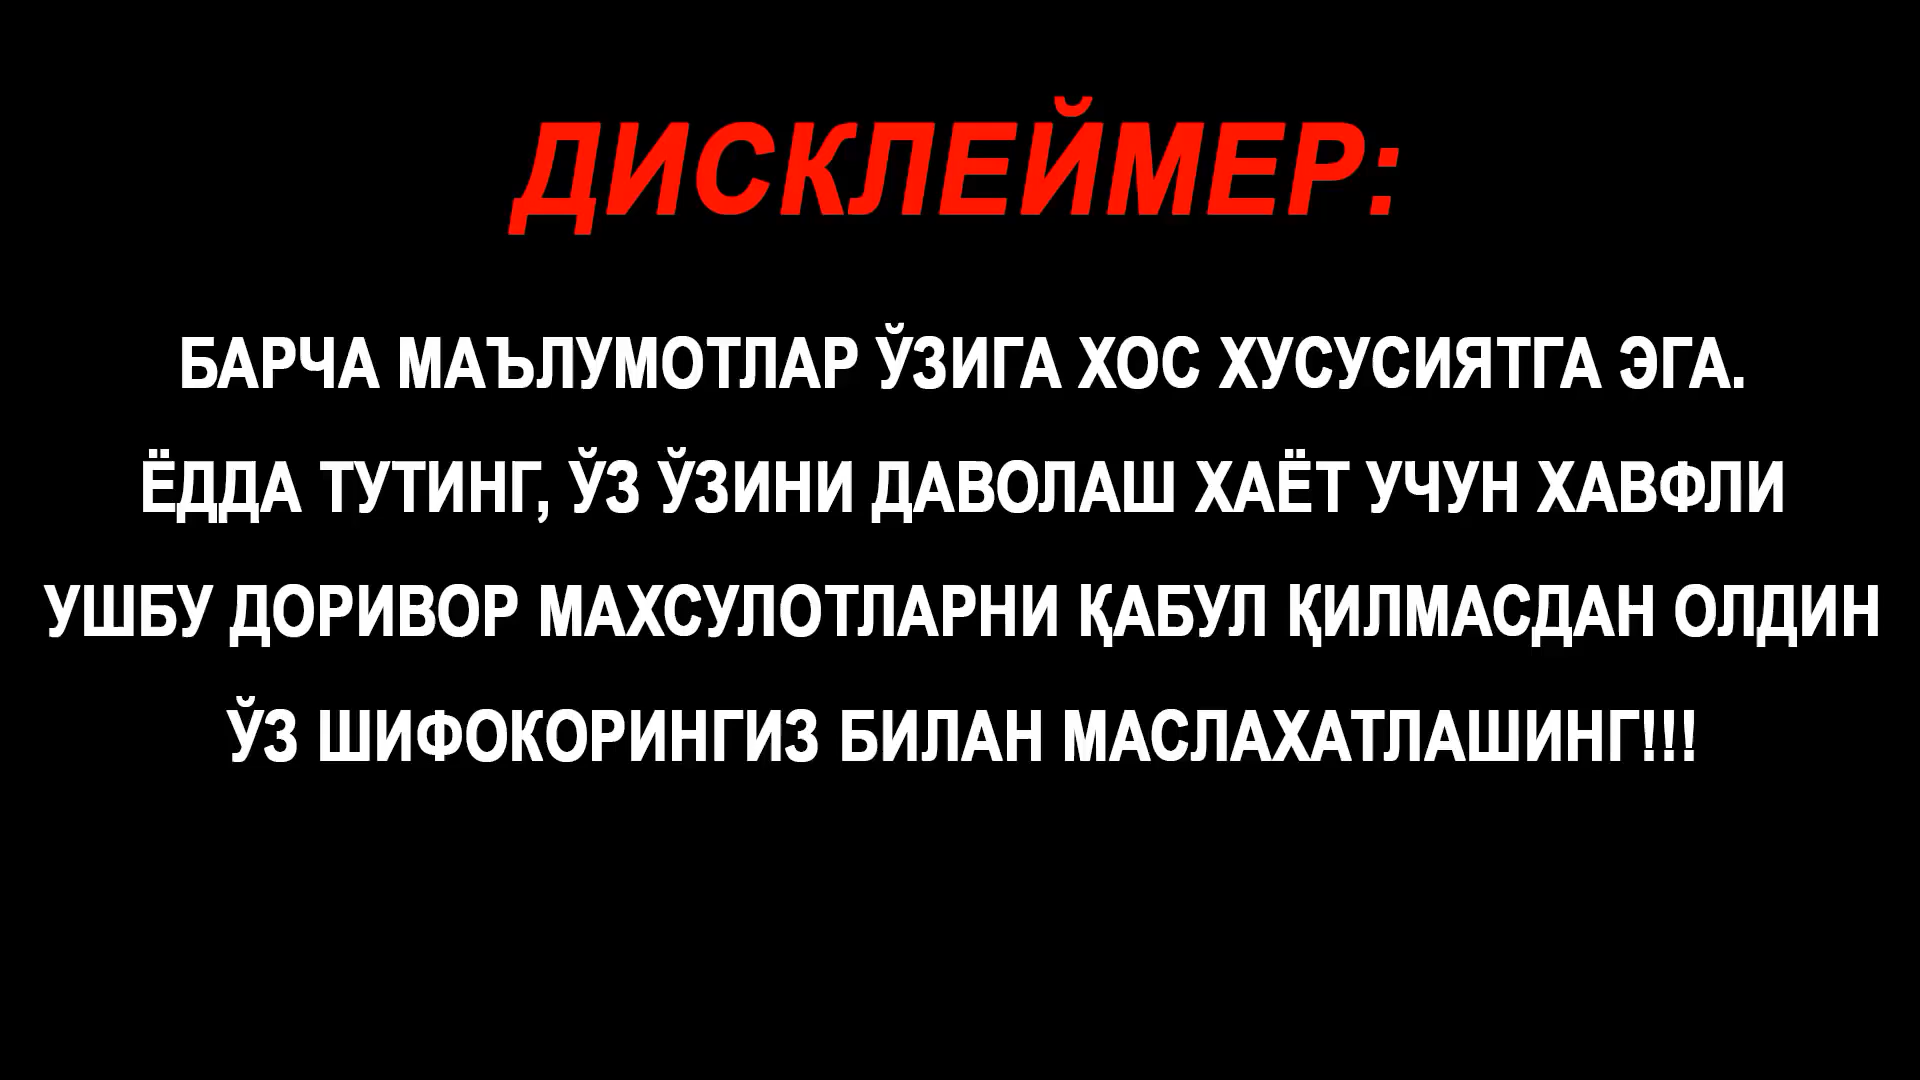 ДИСКЛЕЙМЕР:
БАРЧА МАЪЛУМОТЛАР ЎЗИГА ХОС ХУСУСИЯТГА ЭГА.
ЁДДА ТУТИНГ, ЎЗ ЎЗИНИ ДАВОЛАШ ХАЁТ УЧУН ХАВФЛИ
УШБУ ДОРИВОР МАХСУЛОТЛАРНИ ҚАБУЛ ҚИЛМАСДАН ОЛДИН
ЎЗ ШИФОКОРИНГИЗ БИЛАН МАСЛАХАТЛАШИНГ!!!